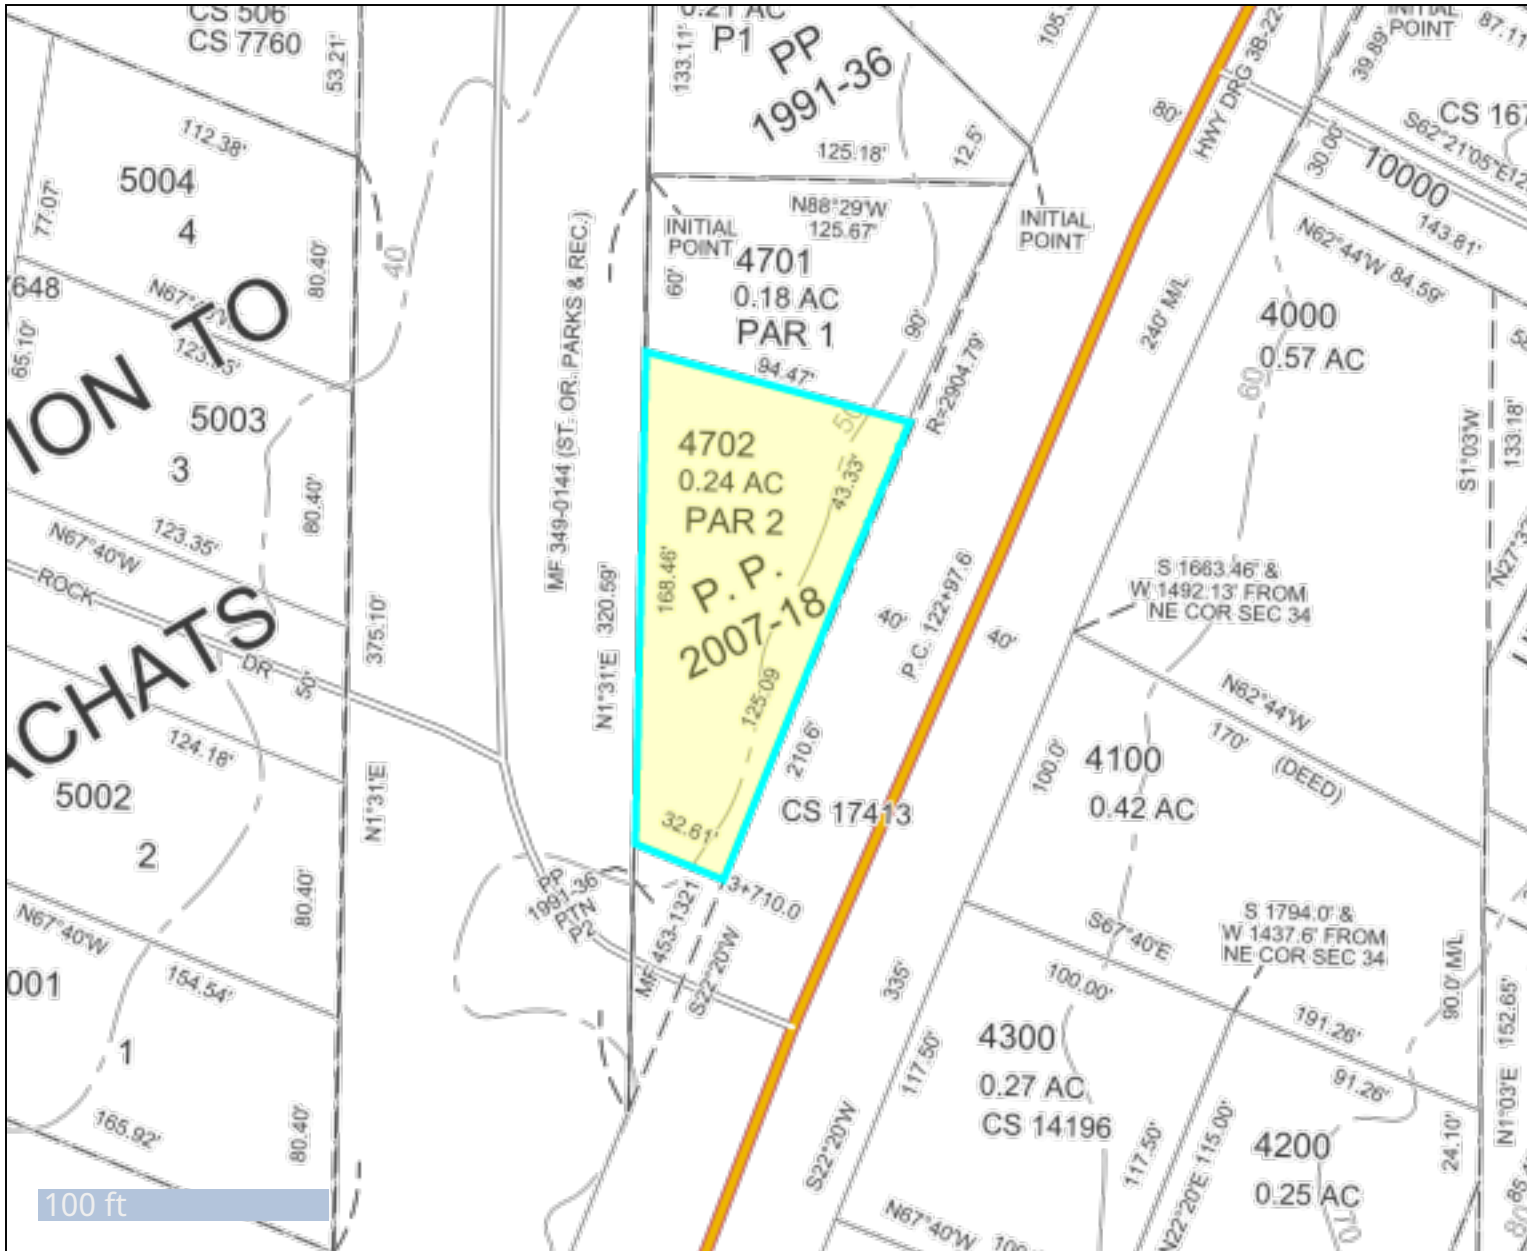 CS 506
CS 7760
53.21'
112.38'
5004
4
77.07'
80.40'
40
N67°
5003
3
65.10'
80.40'
ION TO
N67°40'W
123.35'
ROCK
DR
50'
375.10'
ACHATS
124.18'
5002
2
N1°31'E
80.40'
N67°40'W
154.54'
001
1
165.92'
80.40'
100 ft
0.21 AC
P1
133.11'
PP
1991-36
125.18'
12.5'
N88°29'W
125.67'
INITIAL
POINT
INITIAL
POINT
60'
4701
0.18 AC
PAR 1
90'
94.47'
R=2904.79'
MF 349-0144 (ST. OR. PARKS & REC.)
50
4702
0.24 AC
PAR 2
43.33'
168.46'
P. P.
2007-18
N1°31'E 320.59'
125.09
32.61'
210.6'
CS 17413
40'
P.C. 122+97.6
40'
PP
1991-36
PTN
P2
MF 453-1321
3+710.0
S22°20'W
80'
HWY DRG 3B-22-
INITIAL
POINT
87.11
39.89'
CS 167
S62°21'05"E
30.00'
10000
143.81'
N62°44'W 84.59'
240' M/L
4000
0.57 AC
60
S1°03'W
133.18'
S 1663.46' &
W 1492.13' FROM
NE COR SEC 34
N62°44'W
170'
(DEED)
100.0'
4100
0.42 AC
S67°40'E
S 1794.0' &
W 1437.6' FROM
NE COR SEC 34
100.00'
335'
90.0' M/L
152.65'
4300
0.27 AC
CS 14196
117.50'
191.26'
91.26'
N1°03'E
S22°20'W
117.50'
N22°20'E 115.00'
4200
0.25 AC
24.10'
N67°40'W
70
80